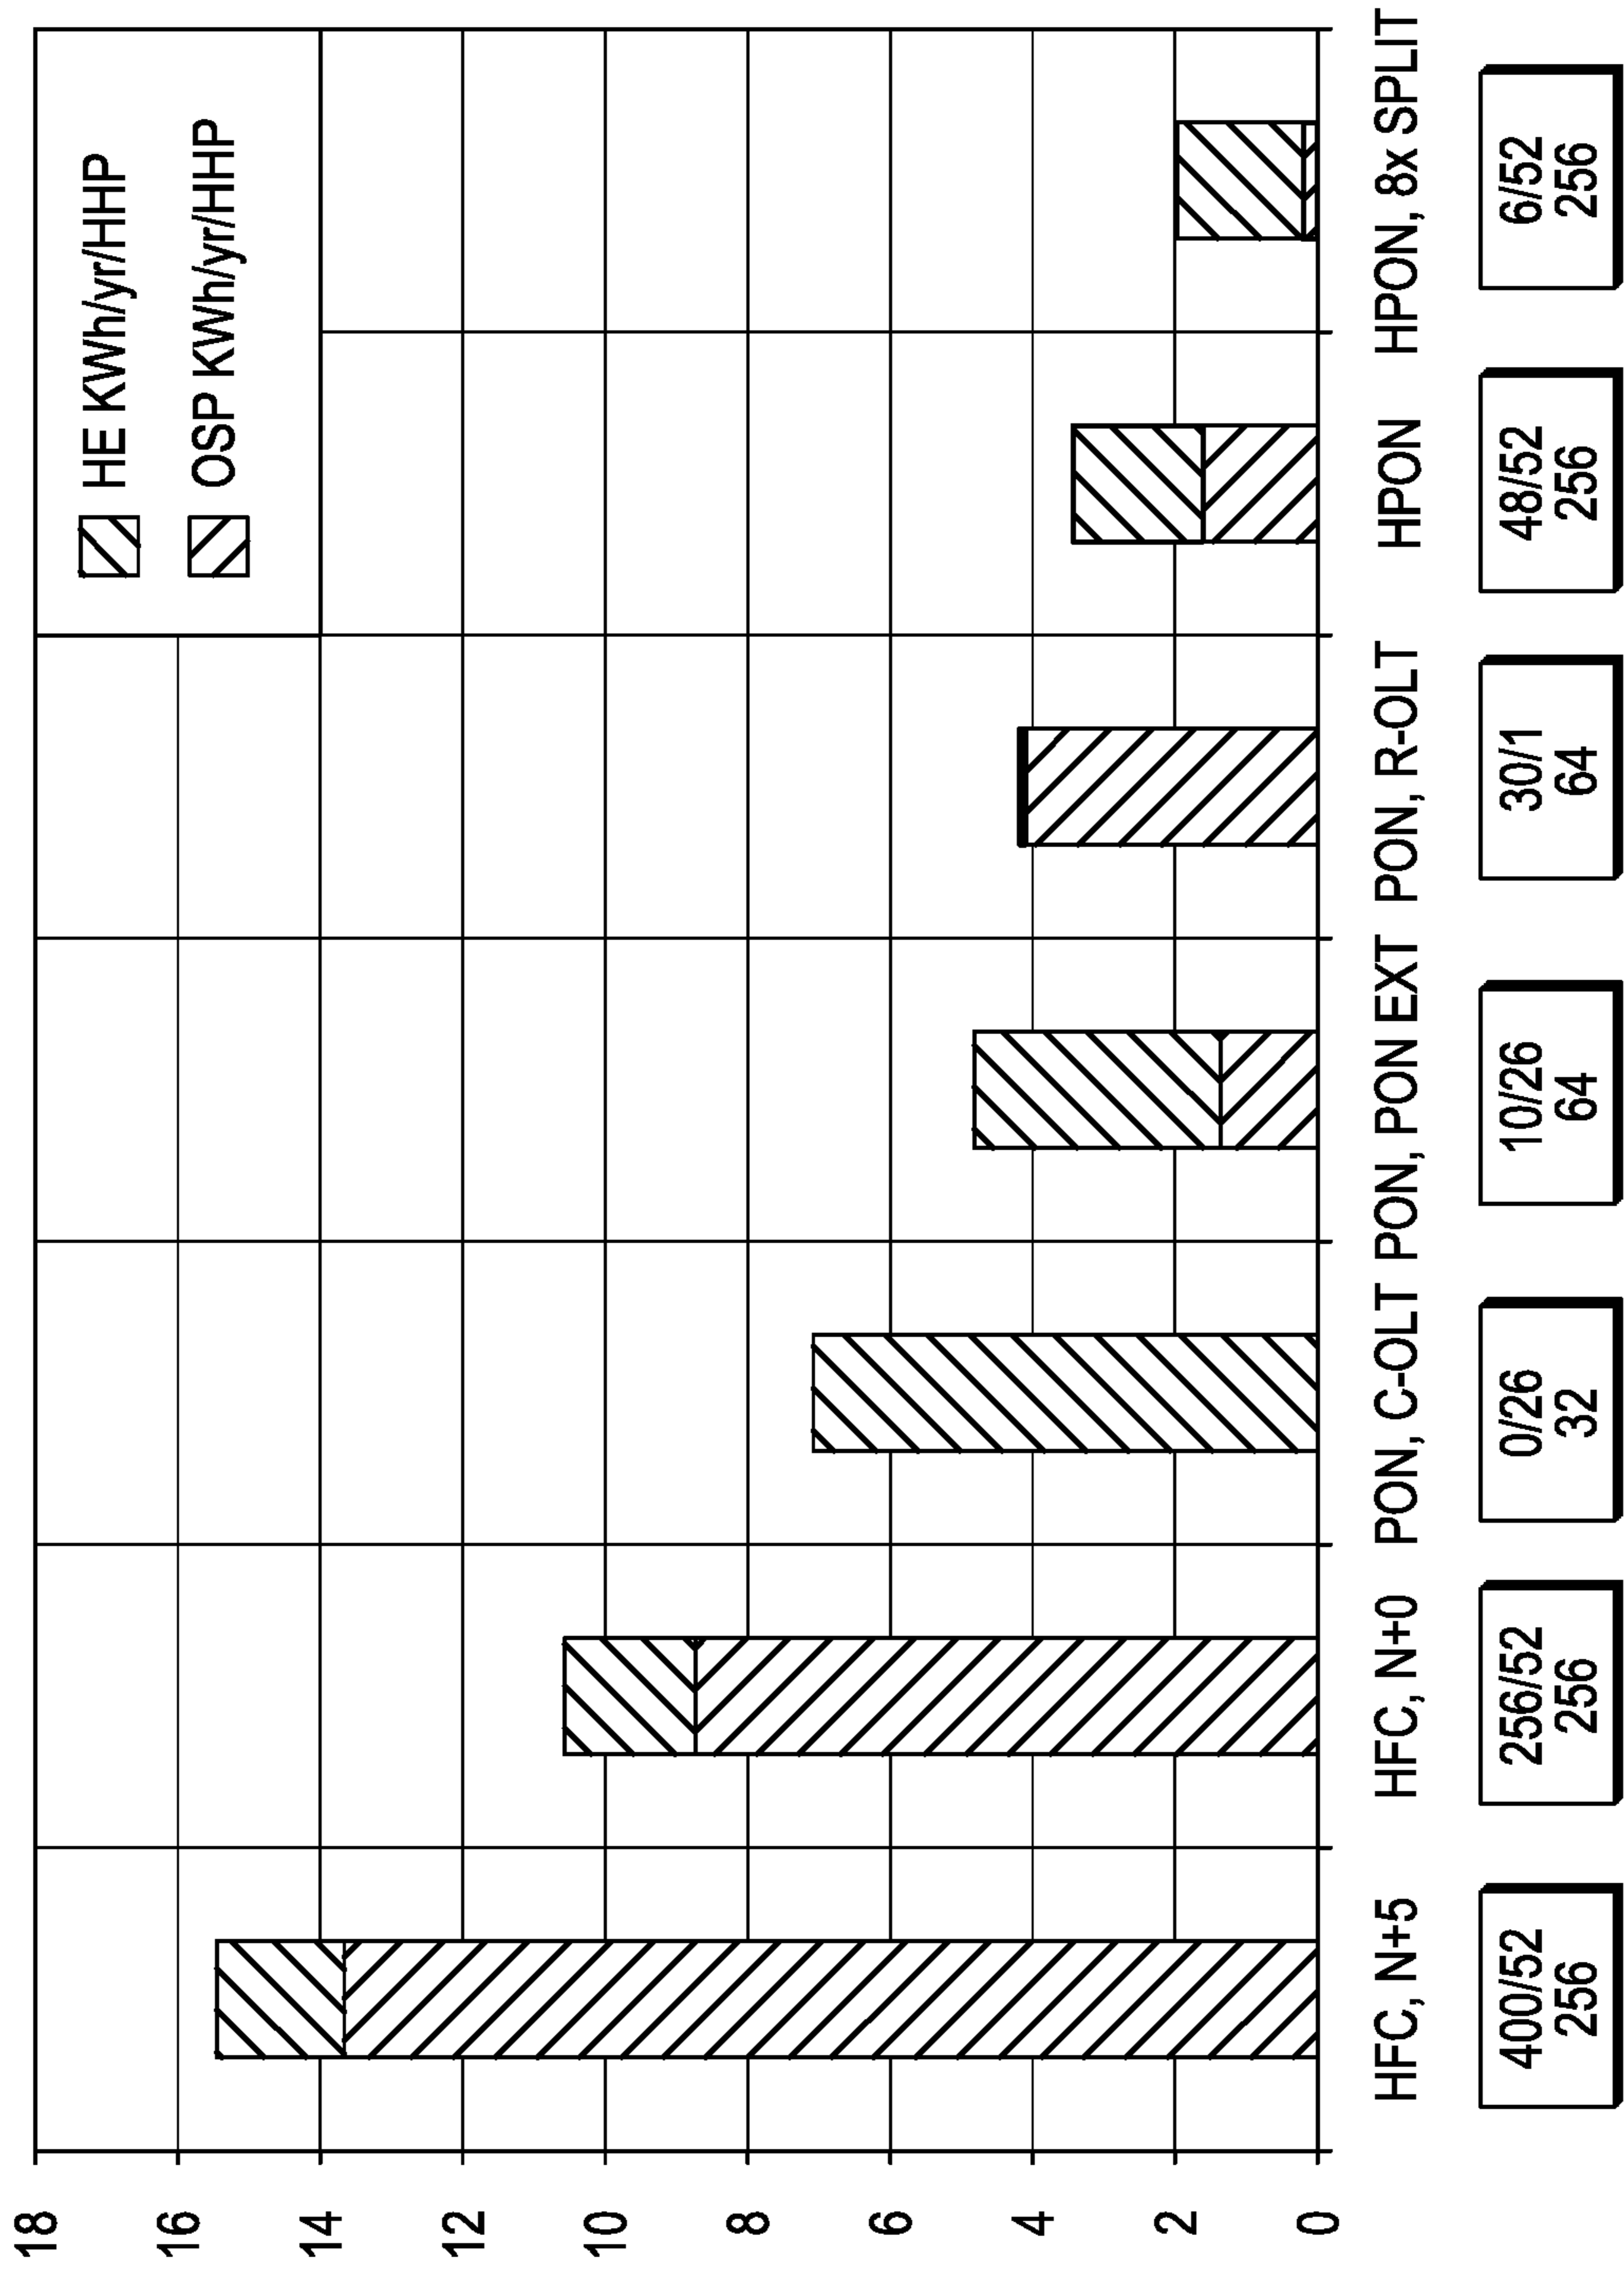 HE KWh/yr/HHP
OSP KWh/yr/HHP
18
16
14
12
10
8
6
4
2
0
HFC, N+5
HFC, N+0
PON, C-OLT
PON, PON EXT
PON, R-OLT
HPON
HPON, 8x SPLIT
400/52
256
256/52
256
0/26
32
10/26
64
30/1
64
48/52
256
6/52
256